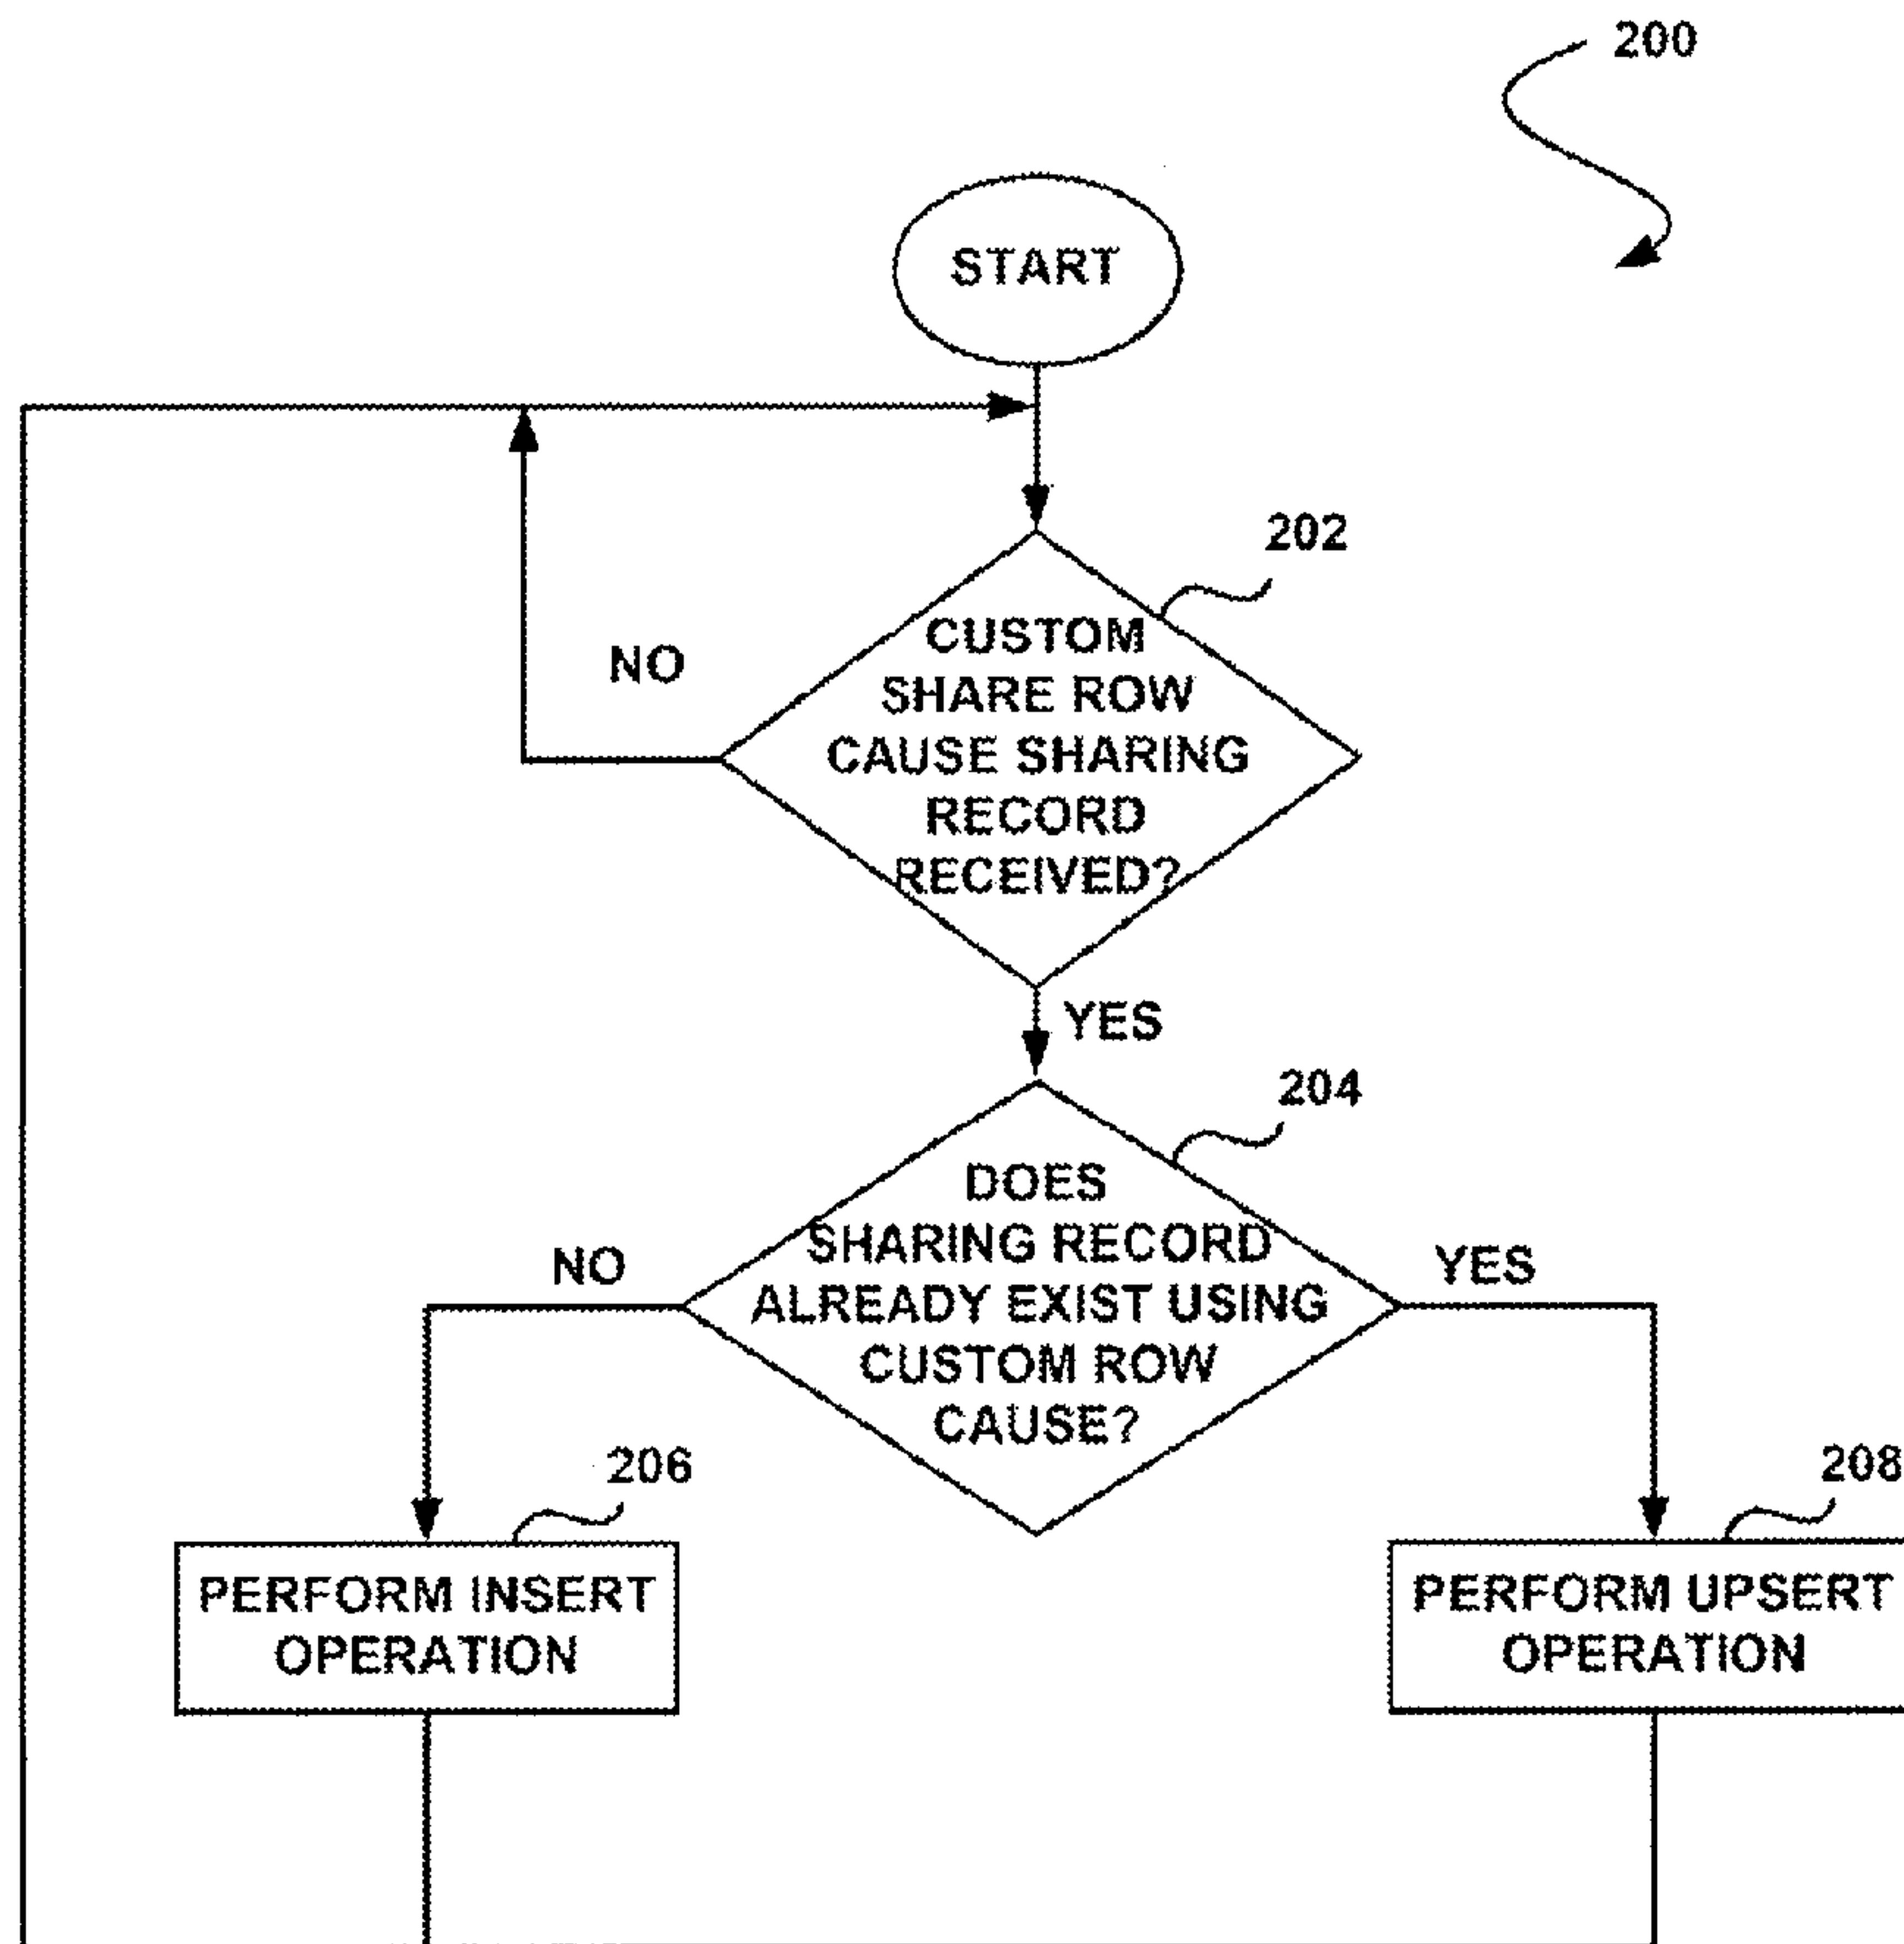 200
START
202
CUSTOM
SHARE ROW
CAUSE SHARING
RECORD
RECEIVED?
NO
YES
204
DOES
SHARING RECORD
ALREADY EXIST USING
CUSTOM ROW
CAUSE?
NO
YES
206
PERFORM INSERT
OPERATION
208
PERFORM UPSERT
OPERATION